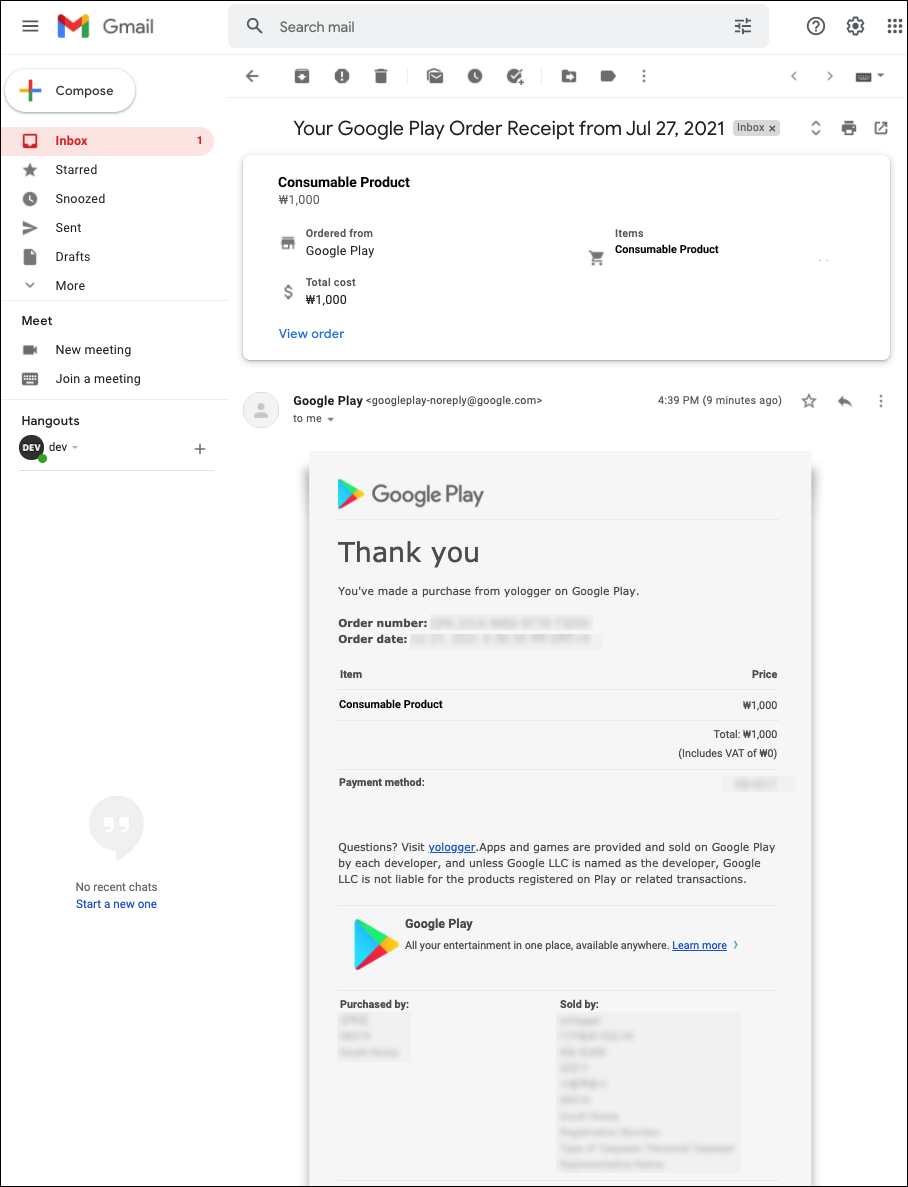 Gmail
Search mail
Compose
Inbox 1
Starred
Snoozed
Sent
Drafts
More
Meet
New meeting
Join a meeting
Hangouts
DEV dev
No recent chats
Start a new one
Your Google Play Order Receipt from Jul 27, 2021 Inbox x
Consumable Product
₩1,000
Ordered from
Google Play
Items
Consumable Product
Total cost
₩1,000
View order
Google Play <googleplay-noreply@google.com> 4:39 PM (9 minutes ago)
to me
Google Play
Thank you
You've made a purchase from yologger on Google Play.
Order number:
Order date:
Item Price
Consumable Product ₩1,000
Total: ₩1,000
(Includes VAT of ₩0)
Payment method:
Questions? Visit yologger.Apps and games are provided and sold on Google Play
by each developer, and unless Google LLC is named as the developer, Google
LLC is not liable for the products registered on Play or related transactions.
Google Play
All your entertainment in one place, available anywhere. Learn more ›
Purchased by: Sold by: